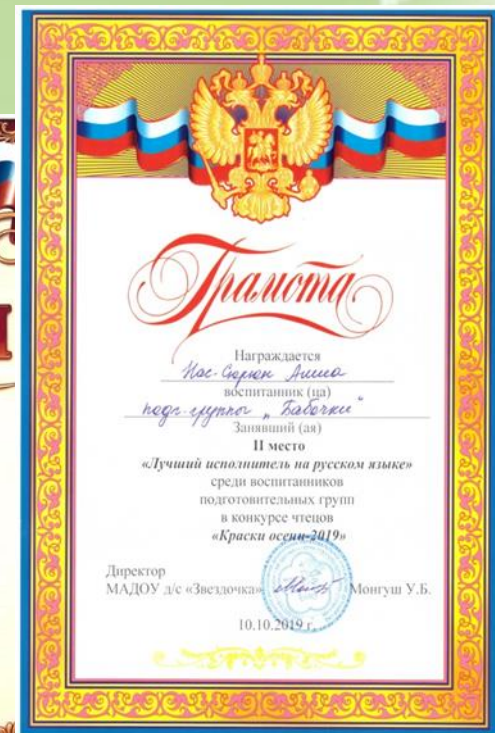 Грамота
Награждается
Ашла
воспитанник (ца)
подг. группы „Бабочки"
Занявший (ая)
II место
«Лучший исполнитель на русском языке»
среди воспитанников
подготовительных групп
в конкурсе чтецов
«Краски осени-2019»
Директор
МАДОУ д/с «Звездочка» Монгуш У.Б.
10.10.2019 г.